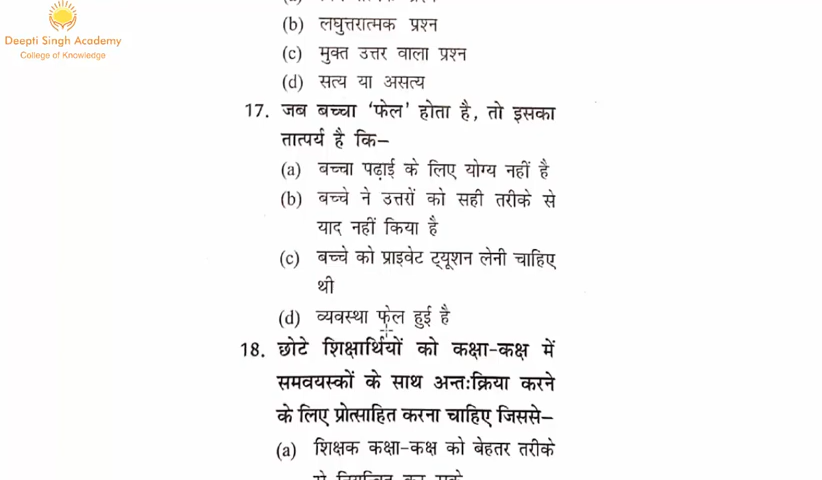 Deepti Singh Academy
College of Knowledge
(b) लघुत्तरात्मक प्रश्न
(c) मुक्त उत्तर वाला प्रश्न
(d) सत्य या असत्य
17. जब बच्चा ‘फेल’ होता है, तो इसका
तात्पर्य है कि–
(a) बच्चा पढ़ाई के लिए योग्य नहीं है
(b) बच्चे ने उत्तरों को सही तरीके से
याद नहीं किया है
(c) बच्चे को प्राइवेट ट्यूशन लेनी चाहिए
थी
(d) व्यवस्था फेल हुई है
18. छोटे शिक्षार्थियों को कक्षा-कक्ष में
समवयस्कों के साथ अन्तःक्रिया करने
के लिए प्रोत्साहित करना चाहिए जिससे–
(a) शिक्षक कक्षा-कक्ष को बेहतर तरीके